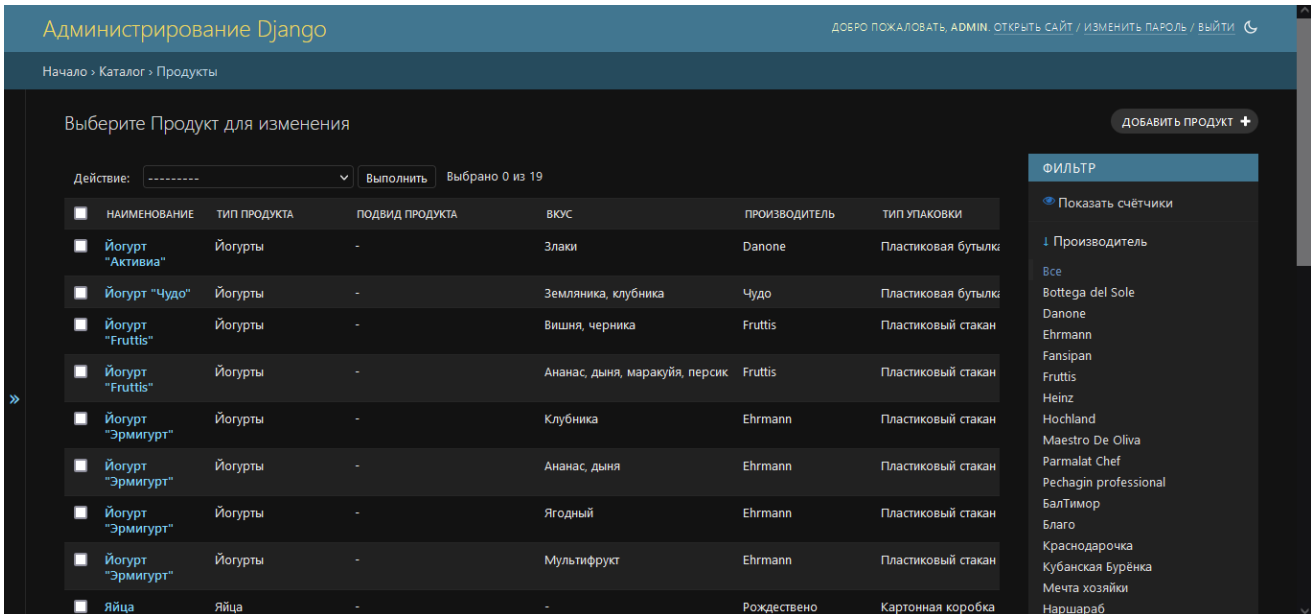 Администрирование Django
ДОБРО ПОЖАЛОВАТЬ, ADMIN. ОТКРЫТЬ САЙТ / ИЗМЕНИТЬ ПАРОЛЬ / ВЫЙТИ
Начало › Каталог › Продукты
Выберите Продукт для изменения
ДОБАВИТЬ ПРОДУКТ +
Действие: --------- Выполнить Выбрано 0 из 19
НАИМЕНОВАНИЕ ТИП ПРОДУКТА ПОДВИД ПРОДУКТА ВКУС ПРОИЗВОДИТЕЛЬ ТИП УПАКОВКИ
Йогурт "Активиа" Йогурты - Злаки Danone Пластиковая бутылка
Йогурт "Чудо" Йогурты - Земляника, клубника Чудо Пластиковая бутылка
Йогурт "Fruttis" Йогурты - Вишня, черника Fruttis Пластиковый стакан
Йогурт "Fruttis" Йогурты - Ананас, дыня, маракуйя, персик Fruttis Пластиковый стакан
Йогурт "Эрмигурт" Йогурты - Клубника Ehrmann Пластиковый стакан
Йогурт "Эрмигурт" Йогурты - Ананас, дыня Ehrmann Пластиковый стакан
Йогурт "Эрмигурт" Йогурты - Ягодный Ehrmann Пластиковый стакан
Йогурт "Эрмигурт" Йогурты - Мультифрукт Ehrmann Пластиковый стакан
Яйца Яйца - - Рождествено Картонная коробка
ФИЛЬТР
Показать счётчики
↓ Производитель
Все
Bottega del Sole
Danone
Ehrmann
Fansipan
Fruttis
Heinz
Hochland
Maestro De Oliva
Parmalat Chef
Pechagin professional
БалТимор
Благо
Краснодарочка
Кубанская Бурёнка
Мечта хозяйки
Наршараб